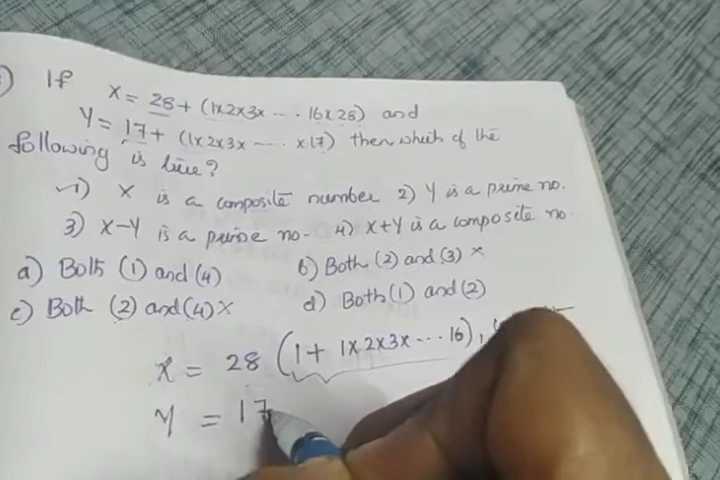 ) If X = 28 + (1x2x3x ... 16x28) and
Y = 17 + (1x2x3x ... x17) then which of the
following is true?
1) X is a composite number 2) Y is a prime no.
3) X-Y is a prime no. 4) X+Y is a composite no.
a) Both (1) and (4) b) Both (2) and (3) x
c) Both (2) and (4) x d) Both (1) and (2)
X = 28 (1 + 1x2x3x ... 16),
Y = 17